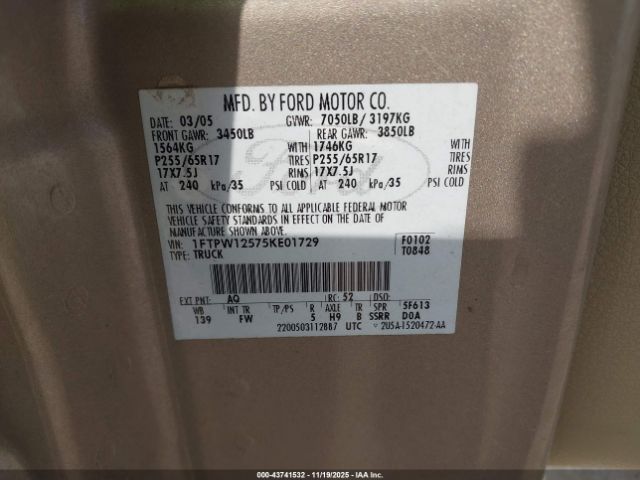 MFD. BY FORD MOTOR CO.
DATE: 03/05 GVWR: 7050LB / 3197KG
FRONT GAWR: 3450LB REAR GAWR: 3850LB
1564KG WITH 1746KG WITH
P255/65R17 TIRES P255/65R17 TIRES
17X7.5J RIMS 17X7.5J RIMS
AT 240 kPa/35 PSI COLD AT 240 kPa/35 PSI COLD
THIS VEHICLE CONFORMS TO ALL APPLICABLE FEDERAL MOTOR
VEHICLE SAFETY STANDARDS IN EFFECT ON THE DATE OF
MANUFACTURE SHOWN ABOVE.
VIN: 1FTPW12575KE01729 F0102
TYPE: TRUCK T0848
EXT PNT: AQ RC: 52 DSO:
WB INT TR TP/PS R AXLE TR SPR 5F613
139 FW 5 H9 B SSRR DOA
2200503112887 UTC 2U5A-1520472-AA
Ford
000-43741532 - 11/19/2025 - IAA Inc.